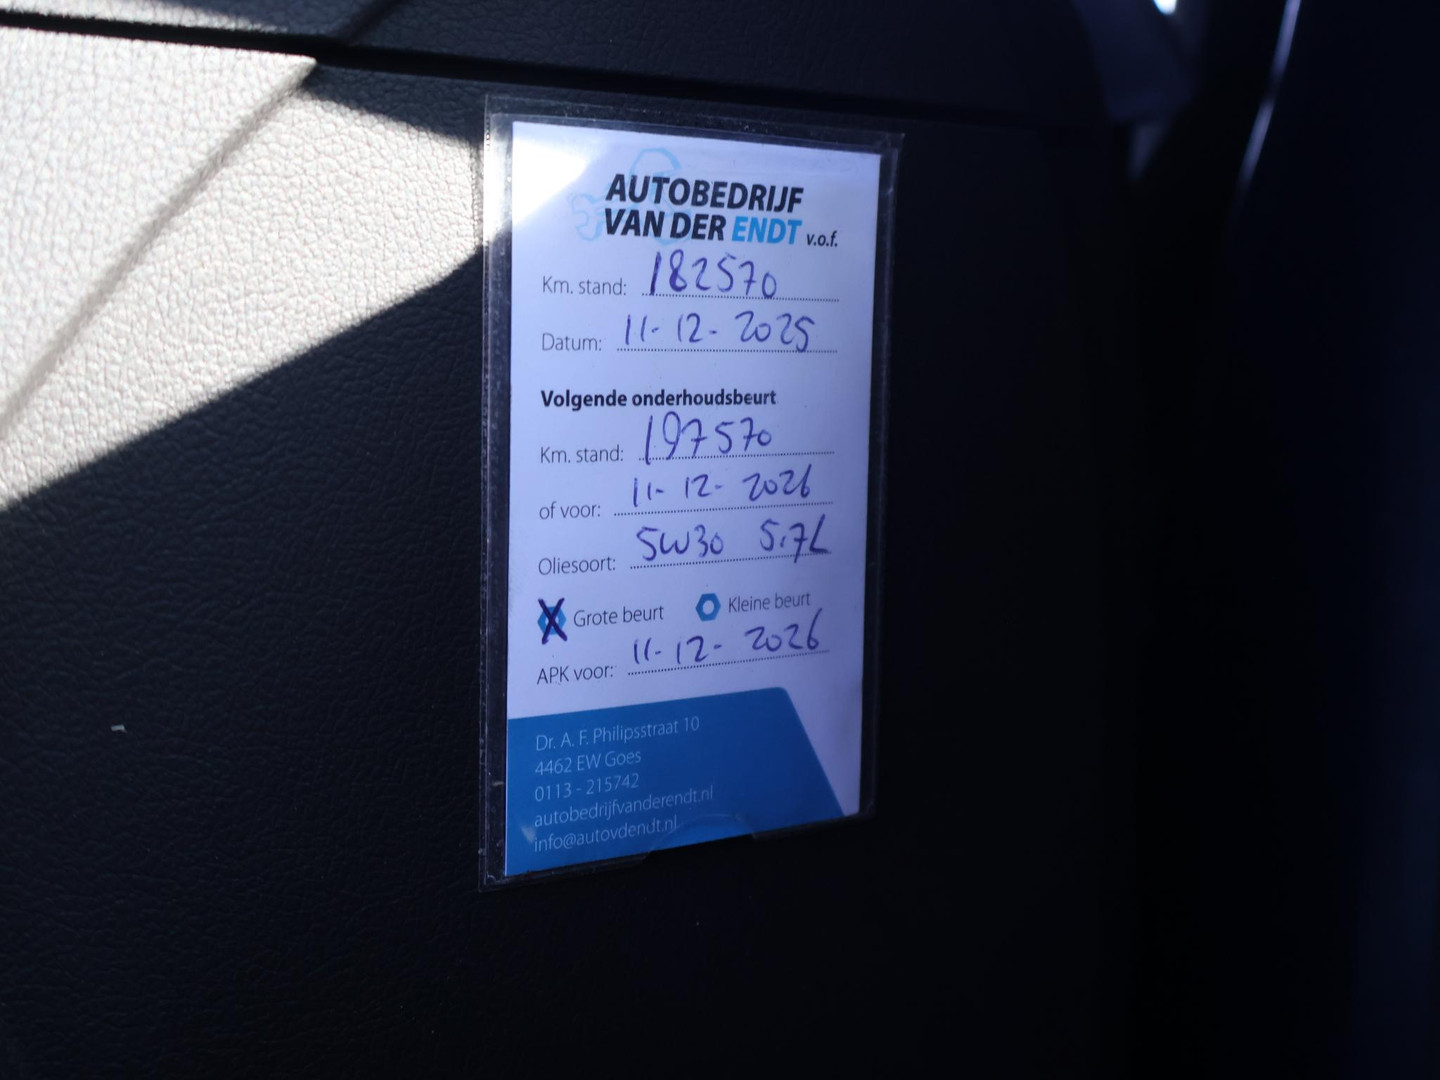 AUTOBEDRIJF
VAN DER ENDT v.o.f.
Km. stand: 182570
Datum: 11-12-2025
Volgende onderhoudsbeurt
Km. stand: 197570
of voor: 11-12-2026
Oliesoort: 5W30 5.7L
X Grote beurt Kleine beurt
APK voor: 11-12-2026
Dr. A. F. Philipsstraat 10
4462 EW Goes
0113 - 215742
autobedrijfvanderendt.nl
info@autovdendt.nl